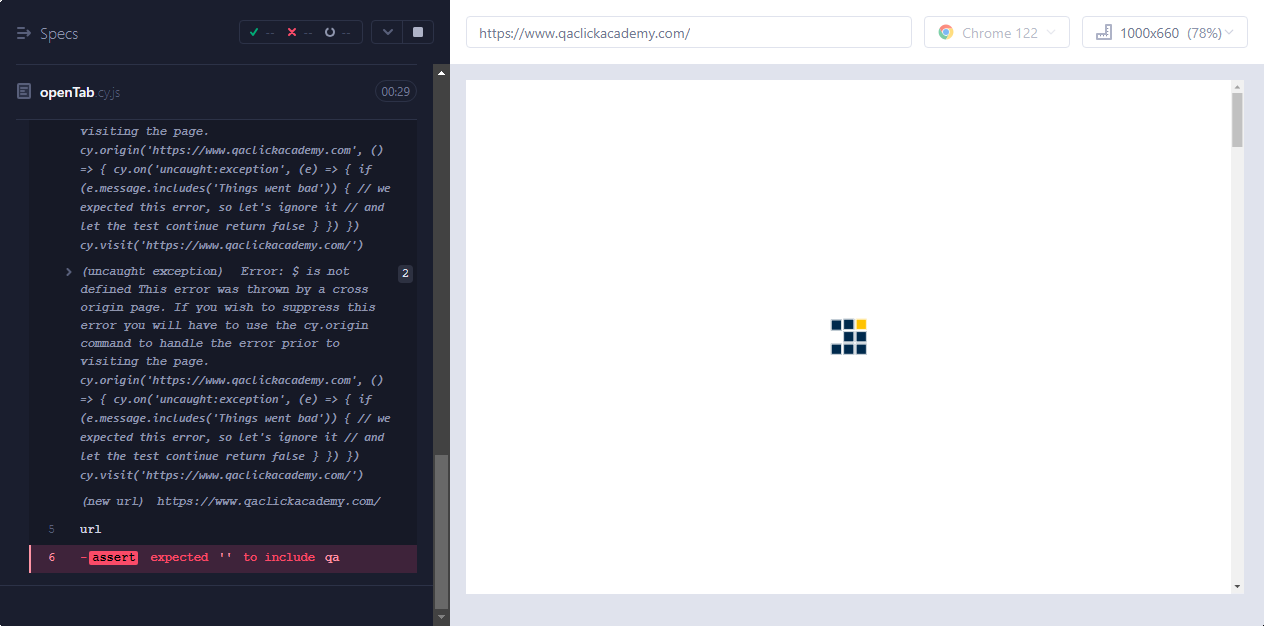 Specs
--
--
--
https://www.qaclickacademy.com/
Chrome 122
1000x660 (78%)
openTab.cy.js
00:29
visiting the page.
cy.origin('https://www.qaclickacademy.com', ()
=> { cy.on('uncaught:exception', (e) => { if
(e.message.includes('Things went bad')) { // we
expected this error, so let's ignore it // and
let the test continue return false } }) })
cy.visit('https://www.qaclickacademy.com/')
(uncaught exception) Error: $ is not
2
defined This error was thrown by a cross
origin page. If you wish to suppress this
error you will have to use the cy.origin
command to handle the error prior to
visiting the page.
cy.origin('https://www.qaclickacademy.com', ()
=> { cy.on('uncaught:exception', (e) => { if
(e.message.includes('Things went bad')) { // we
expected this error, so let's ignore it // and
let the test continue return false } }) })
cy.visit('https://www.qaclickacademy.com/')
(new url) https://www.qaclickacademy.com/
5 url
6 -assert expected '' to include qa